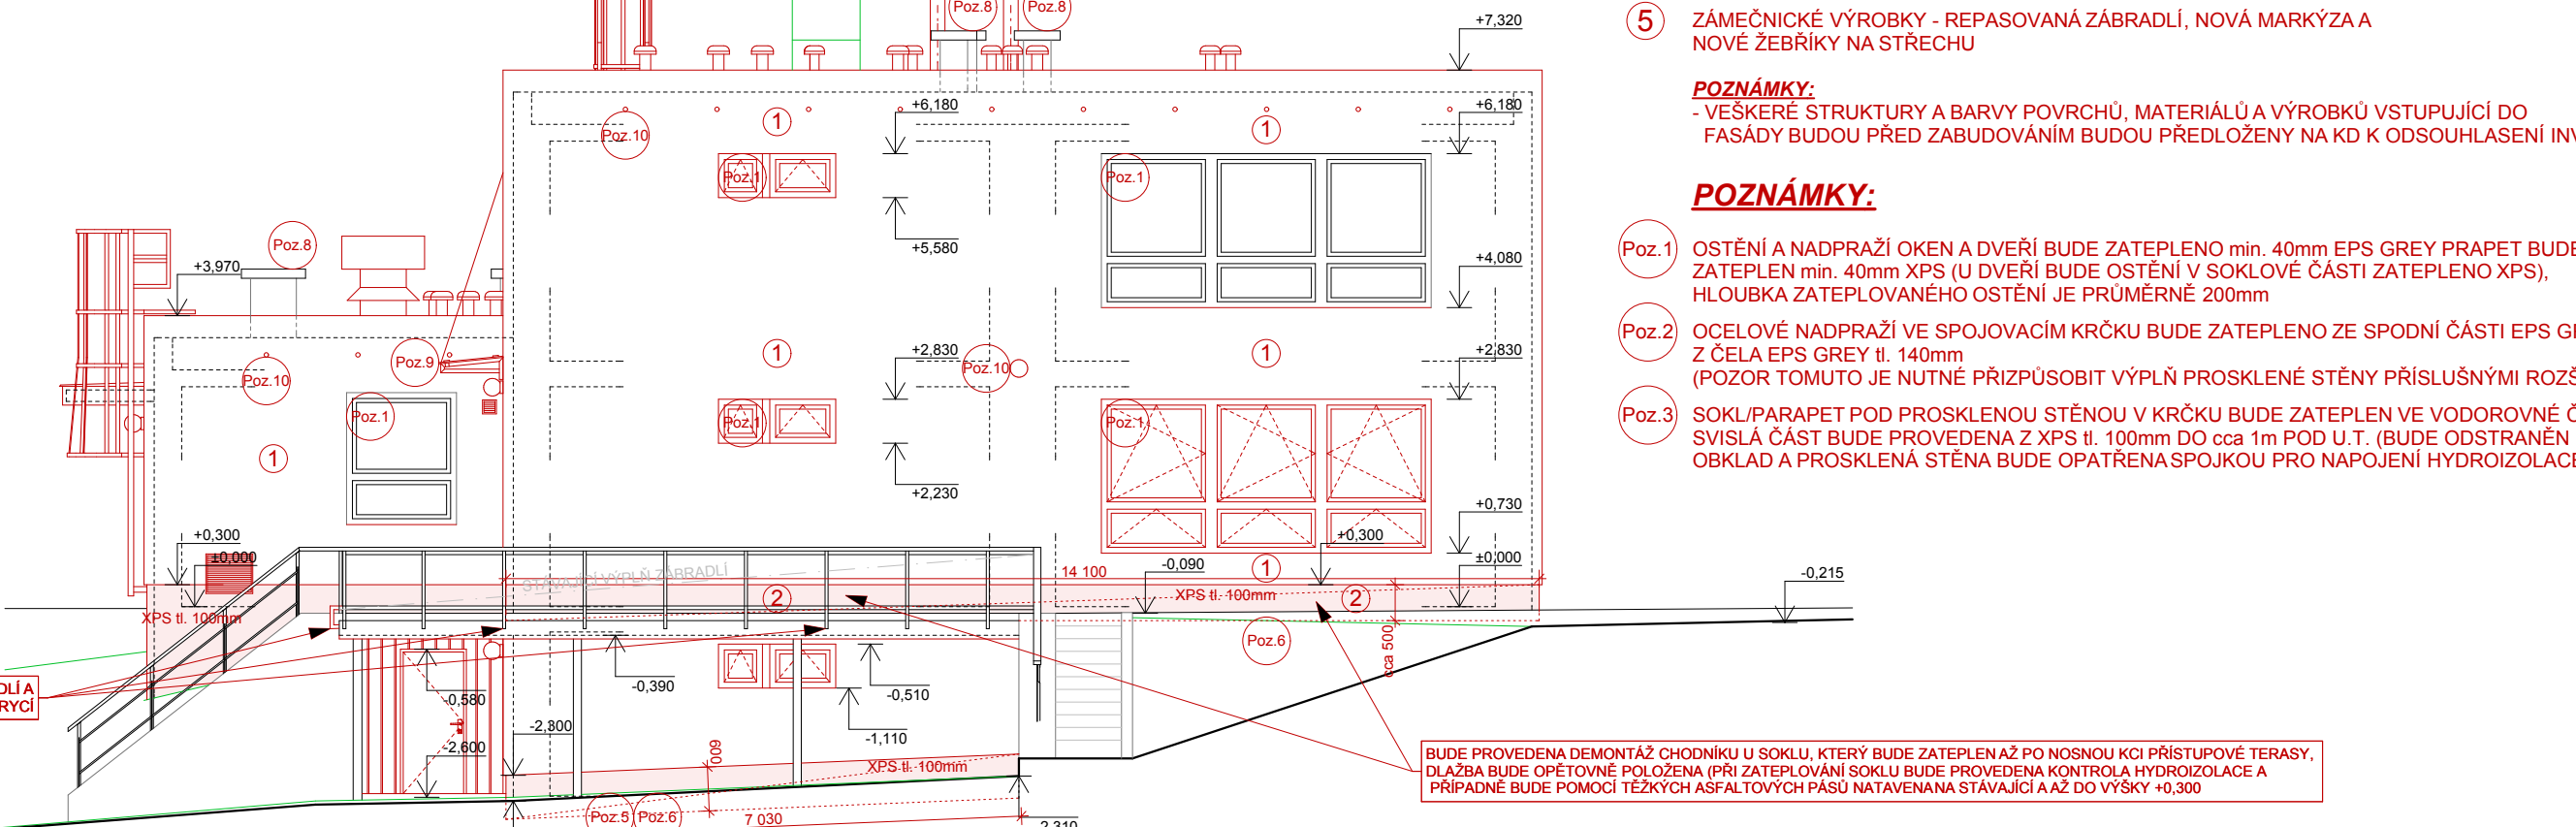 Poz.8
Poz.8
+7,320
+6,180
+6,180
1
1
Poz.10
Poz.1
Poz.1
Poz.8
+5,580
+3,970
+4,080
+2,830
+2,830
1
1
Poz.9
Poz.10
Poz.10
Poz.1
Poz.1
Poz.1
1
+2,230
+0,730
+0,300
+0,300
±0,000
±0,000
1
STÁVAJÍCÍ VÝPLŇ ZÁBRADLÍ
14 100
-0,090
-0,215
2
XPS tl. 100mm
2
XPS tl. 100mm
Poz.6
cca 500
DLÍ A
RYCÍ
-0,390
-0,510
-0,580
-1,110
-2,300
-2,600
600
XPS tl. 100mm
Poz.5
Poz.6
7 030
2,310
5
ZÁMEČNICKÉ VÝROBKY - REPASOVANÁ ZÁBRADLÍ, NOVÁ MARKÝZA A
NOVÉ ŽEBŘÍKY NA STŘECHU
POZNÁMKY:
- VEŠKERÉ STRUKTURY A BARVY POVRCHŮ, MATERIÁLŮ A VÝROBKŮ VSTUPUJÍCÍ DO
FASÁDY BUDOU PŘED ZABUDOVÁNÍM BUDOU PŘEDLOŽENY NA KD K ODSOUHLASENÍ INV
POZNÁMKY:
Poz.1
OSTĚNÍ A NADPRAŽÍ OKEN A DVEŘÍ BUDE ZATEPLENO min. 40mm EPS GREY PRAPET BUDE
ZATEPLEN min. 40mm XPS (U DVEŘÍ BUDE OSTĚNÍ V SOKLOVÉ ČÁSTI ZATEPLENO XPS),
HLOUBKA ZATEPLOVANÉHO OSTĚNÍ JE PRŮMĚRNĚ 200mm
Poz.2
OCELOVÉ NADPRAŽÍ VE SPOJOVACÍM KRČKU BUDE ZATEPLENO ZE SPODNÍ ČÁSTI EPS G
Z ČELA EPS GREY tl. 140mm
(POZOR TOMUTO JE NUTNÉ PŘIZPŮSOBIT VÝPLŇ PROSKLENÉ STĚNY PŘÍSLUŠNÝMI ROZŠ
Poz.3
SOKL/PARAPET POD PROSKLENOU STĚNOU V KRČKU BUDE ZATEPLEN VE VODOROVNÉ Č
SVISLÁ ČÁST BUDE PROVEDENA Z XPS tl. 100mm DO cca 1m POD U.T. (BUDE ODSTRANĚN
OBKLAD A PROSKLENÁ STĚNA BUDE OPATŘENA SPOJKOU PRO NAPOJENÍ HYDROIZOLACE
BUDE PROVEDENA DEMONTÁŽ CHODNÍKU U SOKLU, KTERÝ BUDE ZATEPLEN AŽ PO NOSNOU KCI PŘÍSTUPOVÉ TERASY,
DLAŽBA BUDE OPĚTOVNĚ POLOŽENA (PŘI ZATEPLOVÁNÍ SOKLU BUDE PROVEDENA KONTROLA HYDROIZOLACE A
PŘÍPADNĚ BUDE POMOCÍ TĚŽKÝCH ASFALTOVÝCH PÁSŮ NATAVENANA STÁVAJÍCÍ A AŽ DO VÝŠKY +0,300